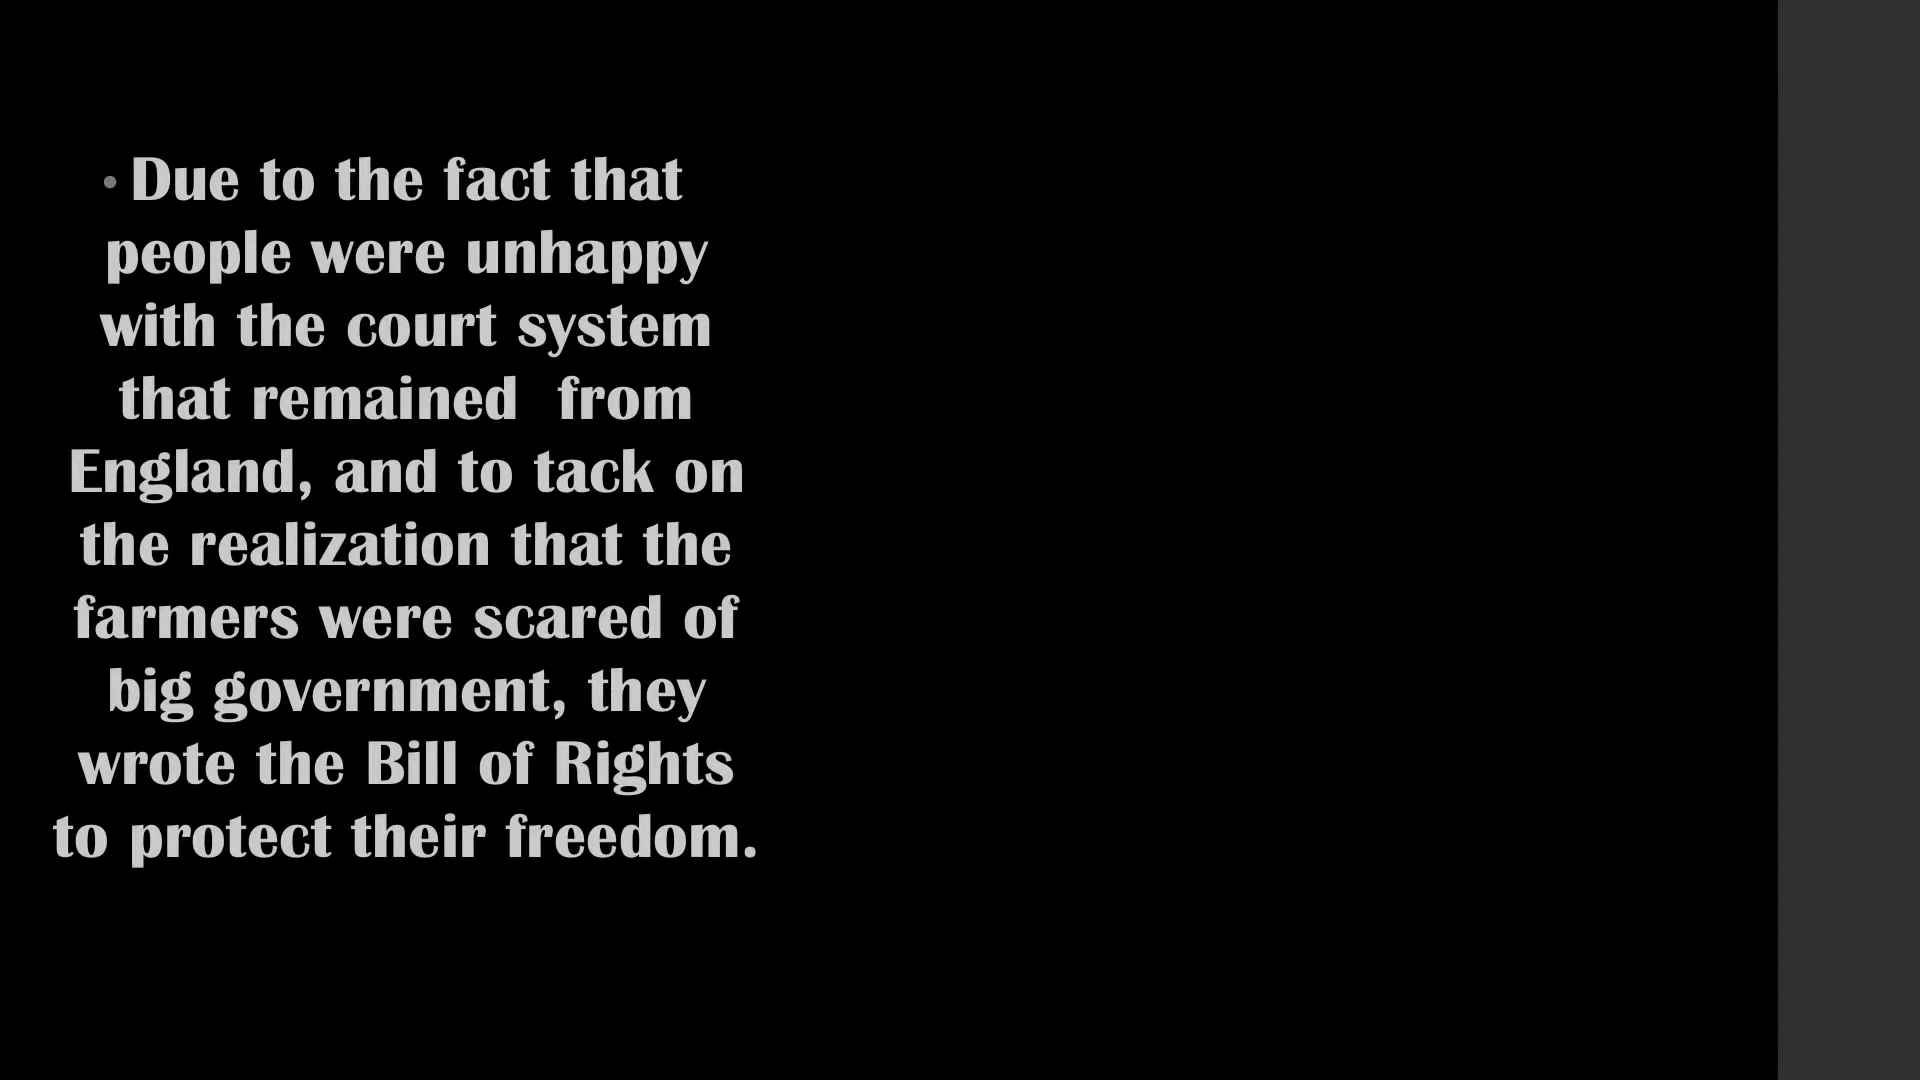 • Due to the fact that
people were unhappy
with the court system
that remained  from
England, and to tack on
the realization that the
farmers were scared of
big government, they
wrote the Bill of Rights
to protect their freedom.